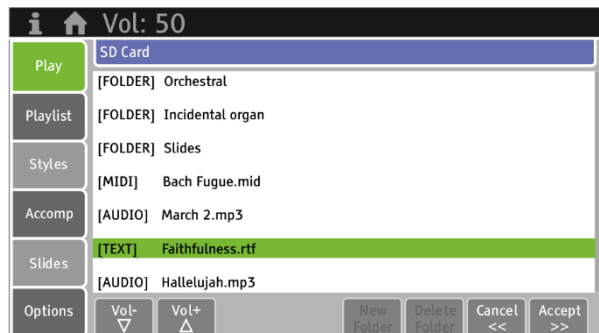 i Vol: 50
Play
SD Card
[FOLDER] Orchestral
Playlist
[FOLDER] Incidental organ
Styles
[FOLDER] Slides
[MIDI] Bach Fugue.mid
Accomp
[AUDIO] March 2.mp3
Slides
[TEXT] Faithfulness.rtf
[AUDIO] Hallelujah.mp3
Options
Vol-
Vol+
New
Folder
Delete
Folder
Cancel
<<
Accept
>>